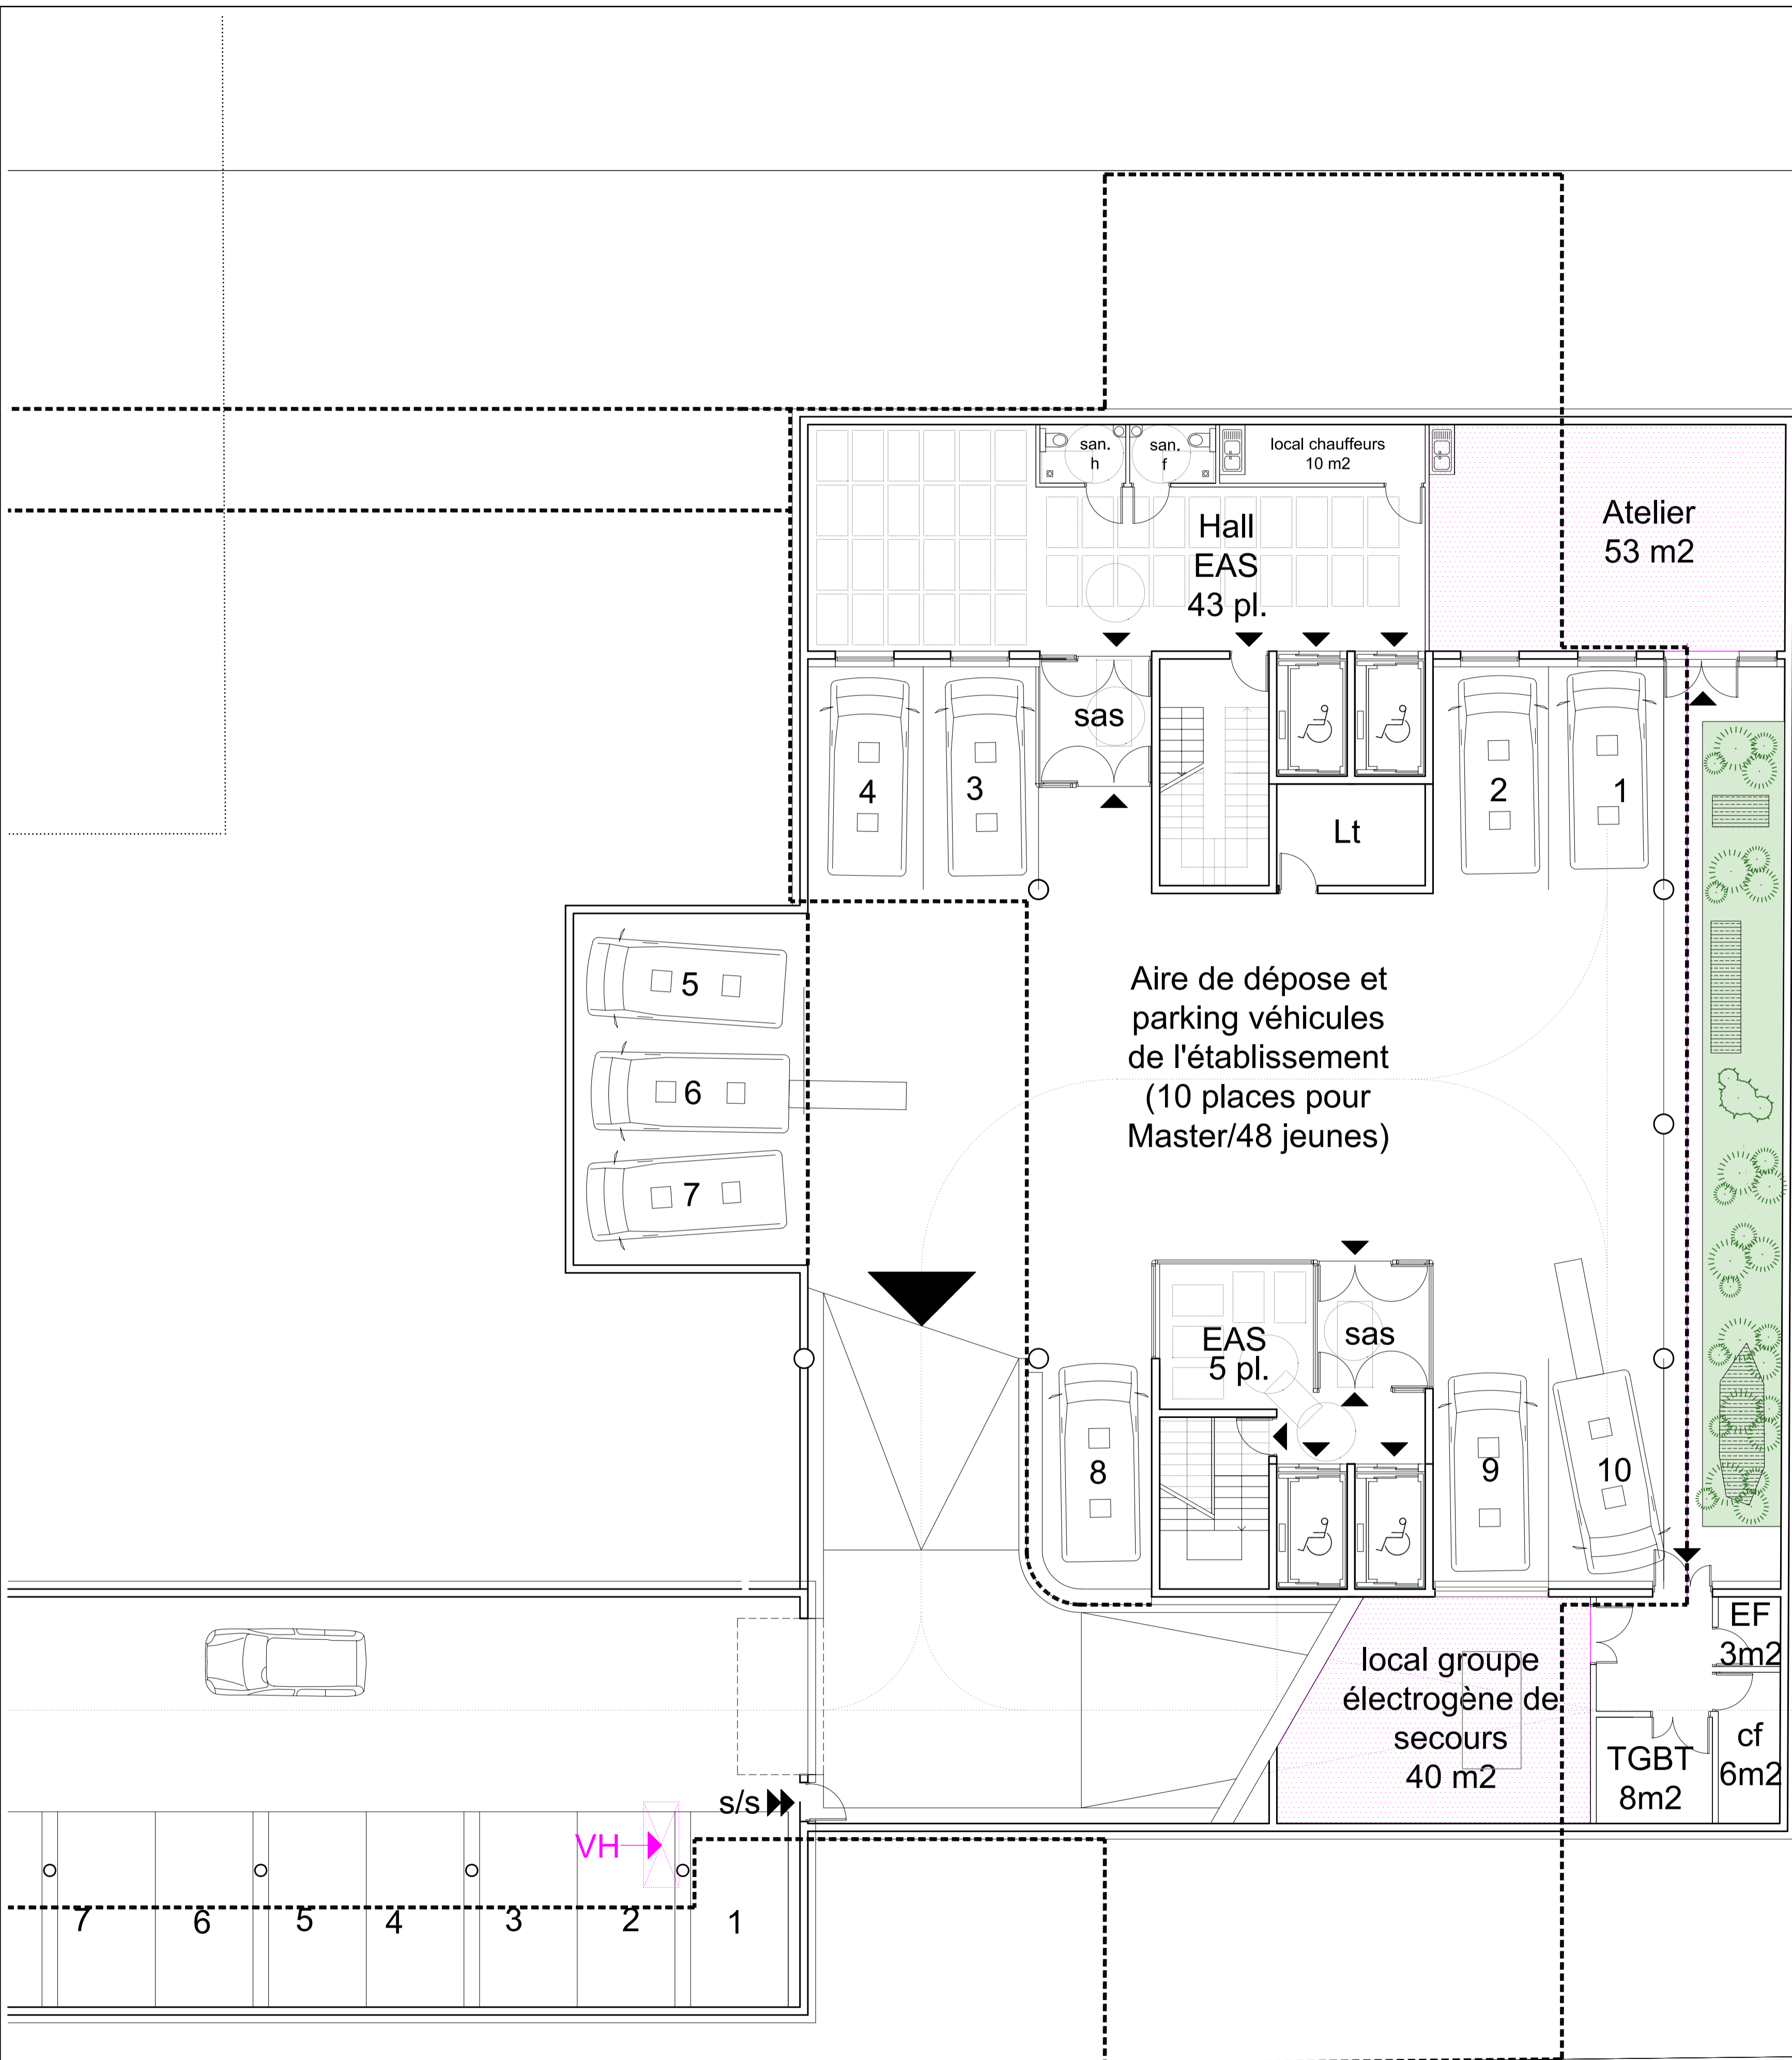 san.
h
san.
f
local chauffeurs
10 m2
Hall
EAS
43 pl.
Atelier
53 m2
sas
4
3
2
1
Lt
5
6
7
Aire de dépose et
parking véhicules
de l'établissement
(10 places pour
Master/48 jeunes)
EAS
5 pl.
sas
8
9
10
local groupe
électrogène de
secours
40 m2
EF
3m2
TGBT
8m2
cf
6m2
s/s
VH
7
6
5
4
3
2
1